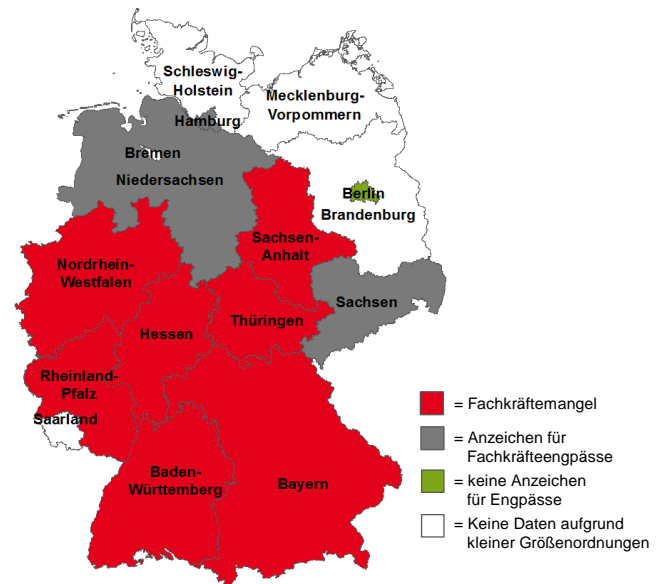 Schleswig-
Holstein
Mecklenburg-
Vorpommern
Hamburg
Bremen
Niedersachsen
Berlin
Brandenburg
Sachsen-
Anhalt
Nordrhein-
Westfalen
Sachsen
Thüringen
Hessen
Rheinland-
Pfalz
Saarland
Baden-
Württemberg
Bayern
= Fachkräftemangel
= Anzeichen für
Fachkräfteengpässe
= keine Anzeichen
für Engpässe
= Keine Daten aufgrund
kleiner Größenordnungen